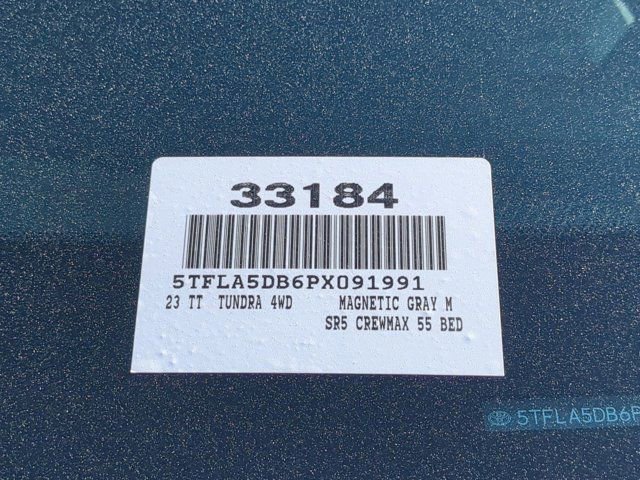 33184
5TFLA5DB6PX091991
23 TT TUNDRA 4WD MAGNETIC GRAY M
SR5 CREWMAX 55 BED
5TFLA5DB6P